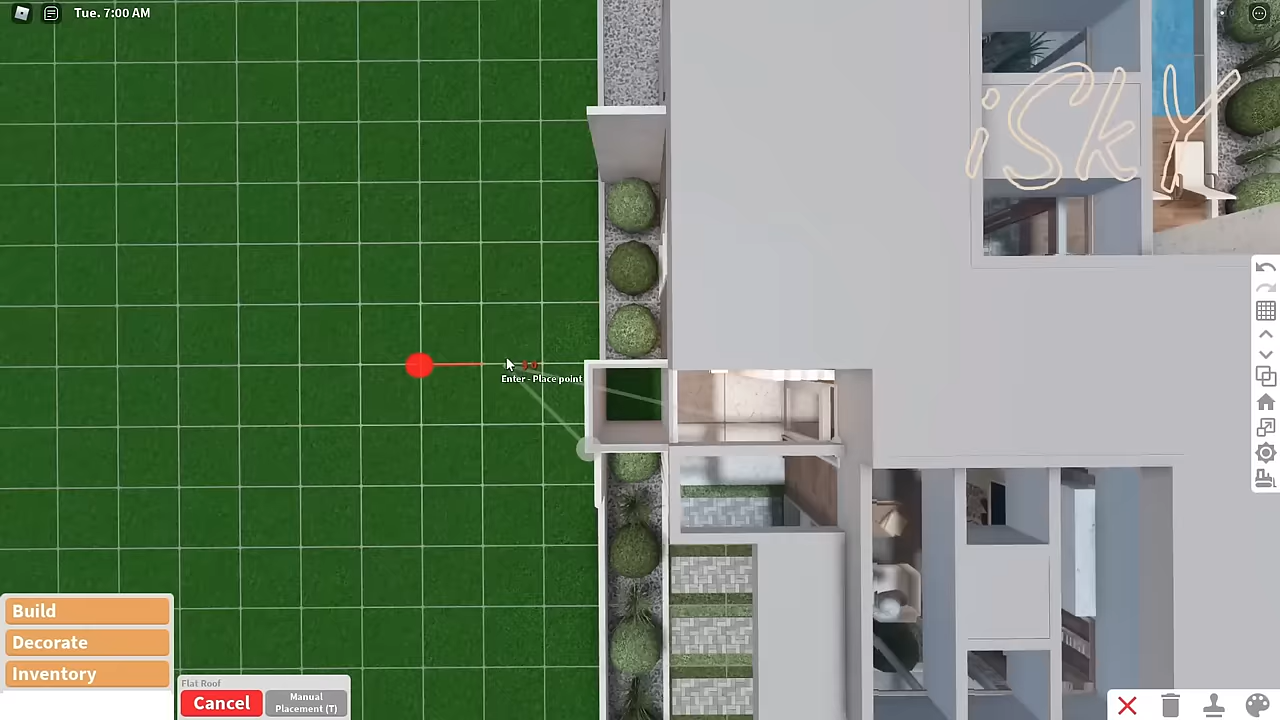 Tue. 7:00 AM
iSkY
Enter - Place point
Build
Decorate
Inventory
Flat Roof
Cancel
Manual
Placement (T)